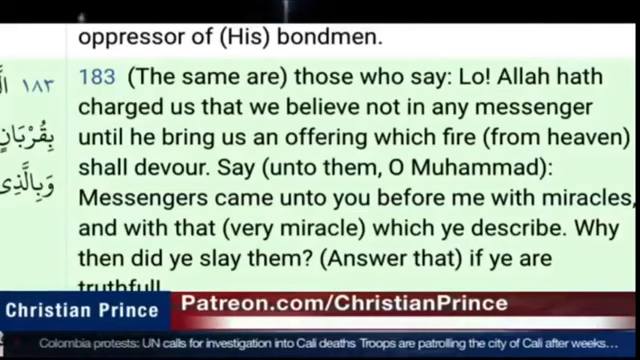 oppressor of (His) bondmen.
183 (The same are) those who say: Lo! Allah hath
charged us that we believe not in any messenger
until he bring us an offering which fire (from heaven)
shall devour. Say (unto them, O Muhammad):
Messengers came unto you before me with miracles,
and with that (very miracle) which ye describe. Why
then did ye slay them? (Answer that) if ye are
truthful!
١٨٣
بِقُرْبَانٍ
وَبِالَّذِي
Christian Prince
Patreon.com/ChristianPrince
Colombia protests: UN calls for investigation into Cali deaths Troops are patrolling the city of Cali after weeks...